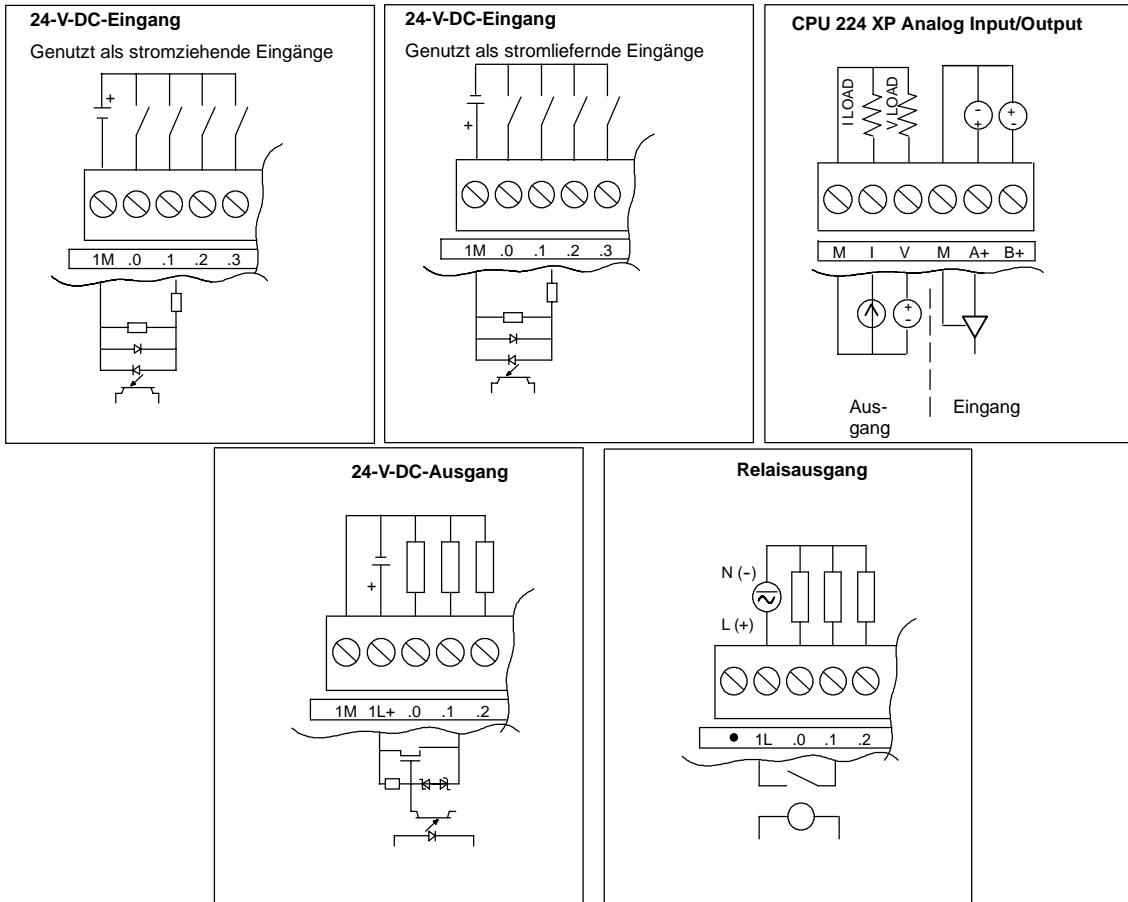 24-V-DC-Eingang
Genutzt als stromziehende Eingänge
+
1M .0 .1 .2 .3
24-V-DC-Eingang
Genutzt als stromliefernde Eingänge
+
1M .0 .1 .2 .3
CPU 224 XP Analog Input/Output
I LOAD
V LOAD
- +
+ -
M I V M A+ B+
+ -
Aus-
gang
Eingang
24-V-DC-Ausgang
+
1M 1L+ .0 .1 .2
Relaisausgang
N (-)
L (+)
1L .0 .1 .2